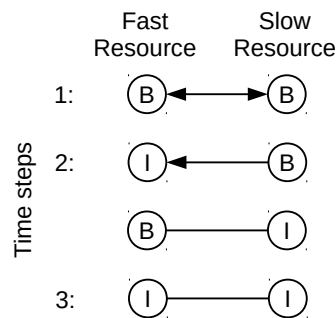 Fast Resource
Slow Resource
Time steps
1: B B
2: I B
B I
3: I I